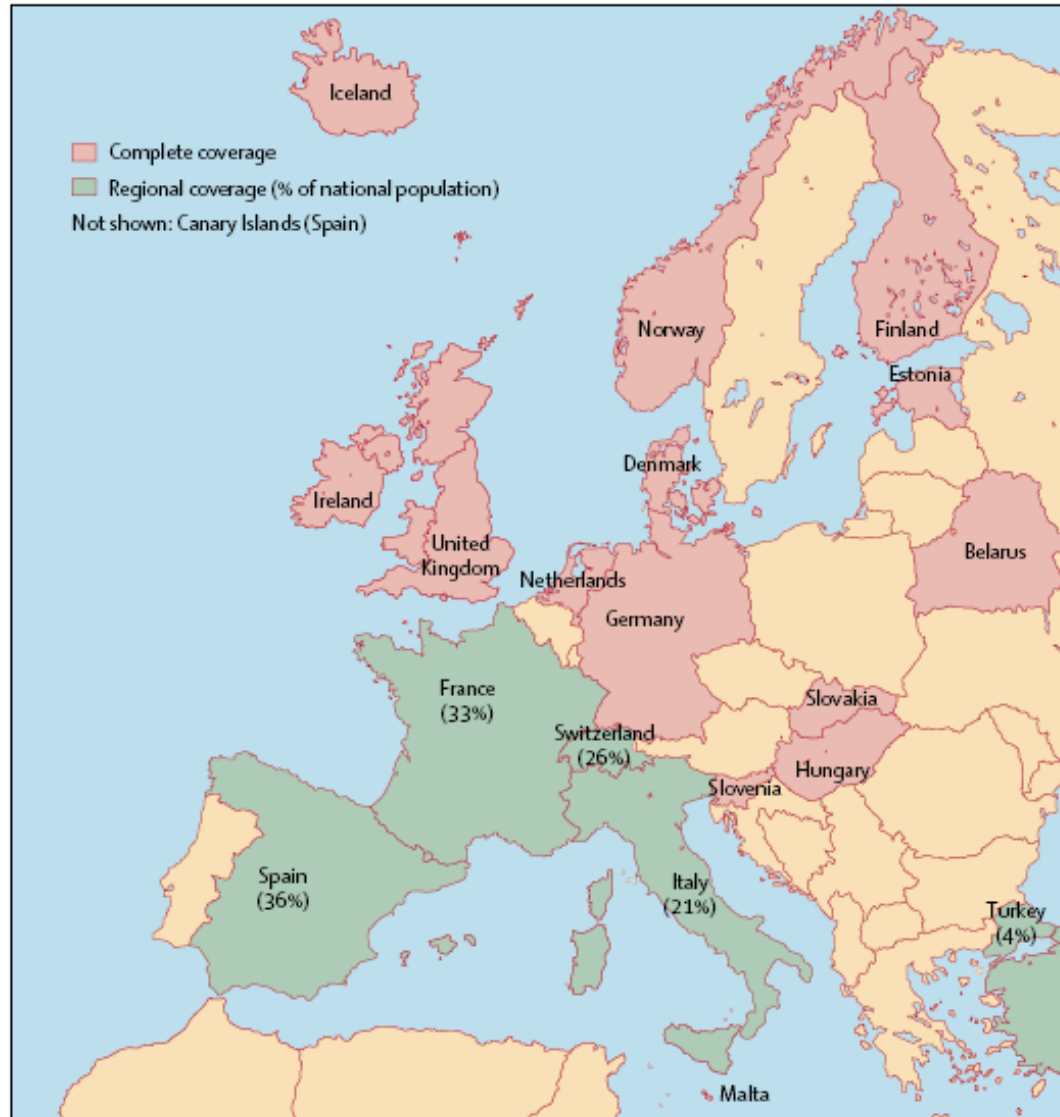 Iceland
Complete coverage
Regional coverage (% of national population)
Not shown: Canary Islands (Spain)
Norway
Finland
Estonia
Denmark
Ireland
United
Kingdom
Belarus
Netherlands
Germany
France
(33%)
Slovakia
Switzerland
(26%)
Hungary
Slovenia
Spain
(36%)
Italy
(21%)
Turkey
(4%)
Malta